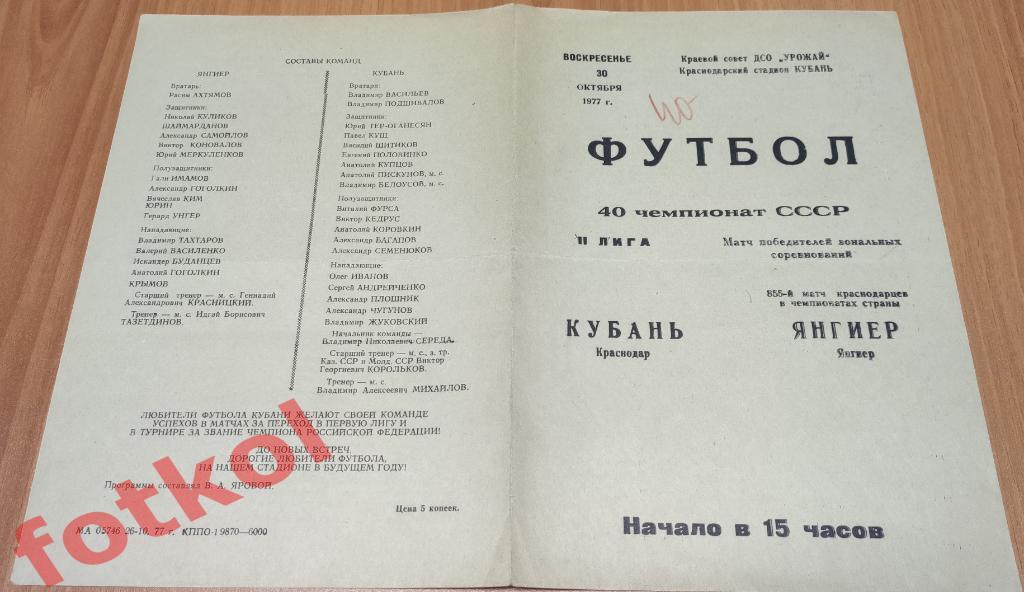 СОСТАВЫ КОМАНД
ЯНГИЕР
Вратарь:
Расим АХТЯМОВ
Защитники:
Николай КУЛИКОВ
ШАЙМАРДАНОВ
Александр САМОЙЛОВ
Виктор КОНОВАЛОВ
Юрий МЕРКУЛЕНКОВ
Полузащитники:
Гали ИМАМОВ
Александр ГОГОЛКИН
Вячеслав КИМ
ЮРИН
Герард УНГЕР
Нападающие:
Владимир ТАХТАРОВ
Валерий ВАСИЛЕНКО
Искандер БУДАНЦЕВ
Анатолий ГОГОЛКИН
КРЫМОВ
Старший тренер — м. с. Геннадий
Александрович КРАСНИЦКИЙ.
Тренер — м. с. Идгай Борисович
ТАЗЕТДИНОВ.
КУБАНЬ
Вратари:
Владимир ВАСИЛЬЕВ
Владимир ПОДШИВАЛОВ
Защитники:
Юрий ТЕР-ОГАНЕСЯН
Павел КУЩ
Василий ШИТИКОВ
Евгений ПОЛОВИНКО
Анатолий КУПЦОВ
Анатолий ПИСКУНОВ, м. с.
Владимир БЕЛОУСОВ, м. с.
Полузащитники:
Виталий ФУРСА
Виктор КЕДРУС
Анатолий КОРОВКИН
Александр БАГАПОВ
Александр СЕМЕНЮКОВ
Нападающие:
Олег ИВАНОВ
Сергей АНДРЕЙЧЕНКО
Александр ПЛОШНИК
Александр ЧУГУНОВ
Владимир ЖУКОВСКИЙ
Начальник команды —
Владимир Николаевич СЕРЕДА.
Старший тренер — м. с., з. тр.
Каз. ССР и Молд. ССР Виктор
Георгиевич КОРОЛЬКОВ.
Тренер — м. с.
Владимир Алексеевич МИХАЙЛОВ.
ЛЮБИТЕЛИ ФУТБОЛА КУБАНИ ЖЕЛАЮТ СВОЕЙ КОМАНДЕ
УСПЕХОВ В МАТЧАХ ЗА ПЕРЕХОД В ПЕРВУЮ ЛИГУ И
В ТУРНИРЕ ЗА ЗВАНИЕ ЧЕМПИОНА РОССИЙСКОЙ ФЕДЕРАЦИИ!
ДО НОВЫХ ВСТРЕЧ,
ДОРОГИЕ ЛЮБИТЕЛИ ФУТБОЛА,
НА НАШЕМ СТАДИОНЕ В БУДУЩЕМ ГОДУ!
Программы составлял В. А. ЯРОВОЙ.
Цена 5 копеек.
МА 05746 26-10. 77 г. КППО-1 9870—6000
fotkol
ВОСКРЕСЕНЬЕ
30
ОКТЯБРЯ
1977 г.
Краевой совет ДСО „УРОЖАЙ“
Краснодарский стадион КУБАНЬ
40
ФУТБОЛ
40 чемпионат СССР
II ЛИГА
Матч победителей зональных
соревнований
855-й матч краснодарцев
в чемпионатах страны
КУБАНЬ
Краснодар
ЯНГИЕР
Янгиер
Начало в 15 часов